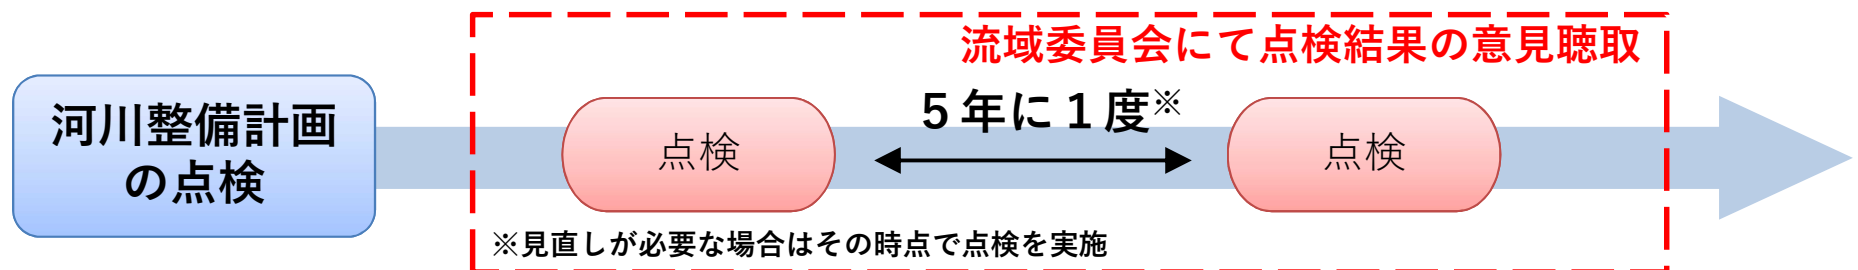 流域委員会にて点検結果の意見聴取
河川整備計画
の点検
点検
５年に１度※
点検
※見直しが必要な場合はその時点で点検を実施